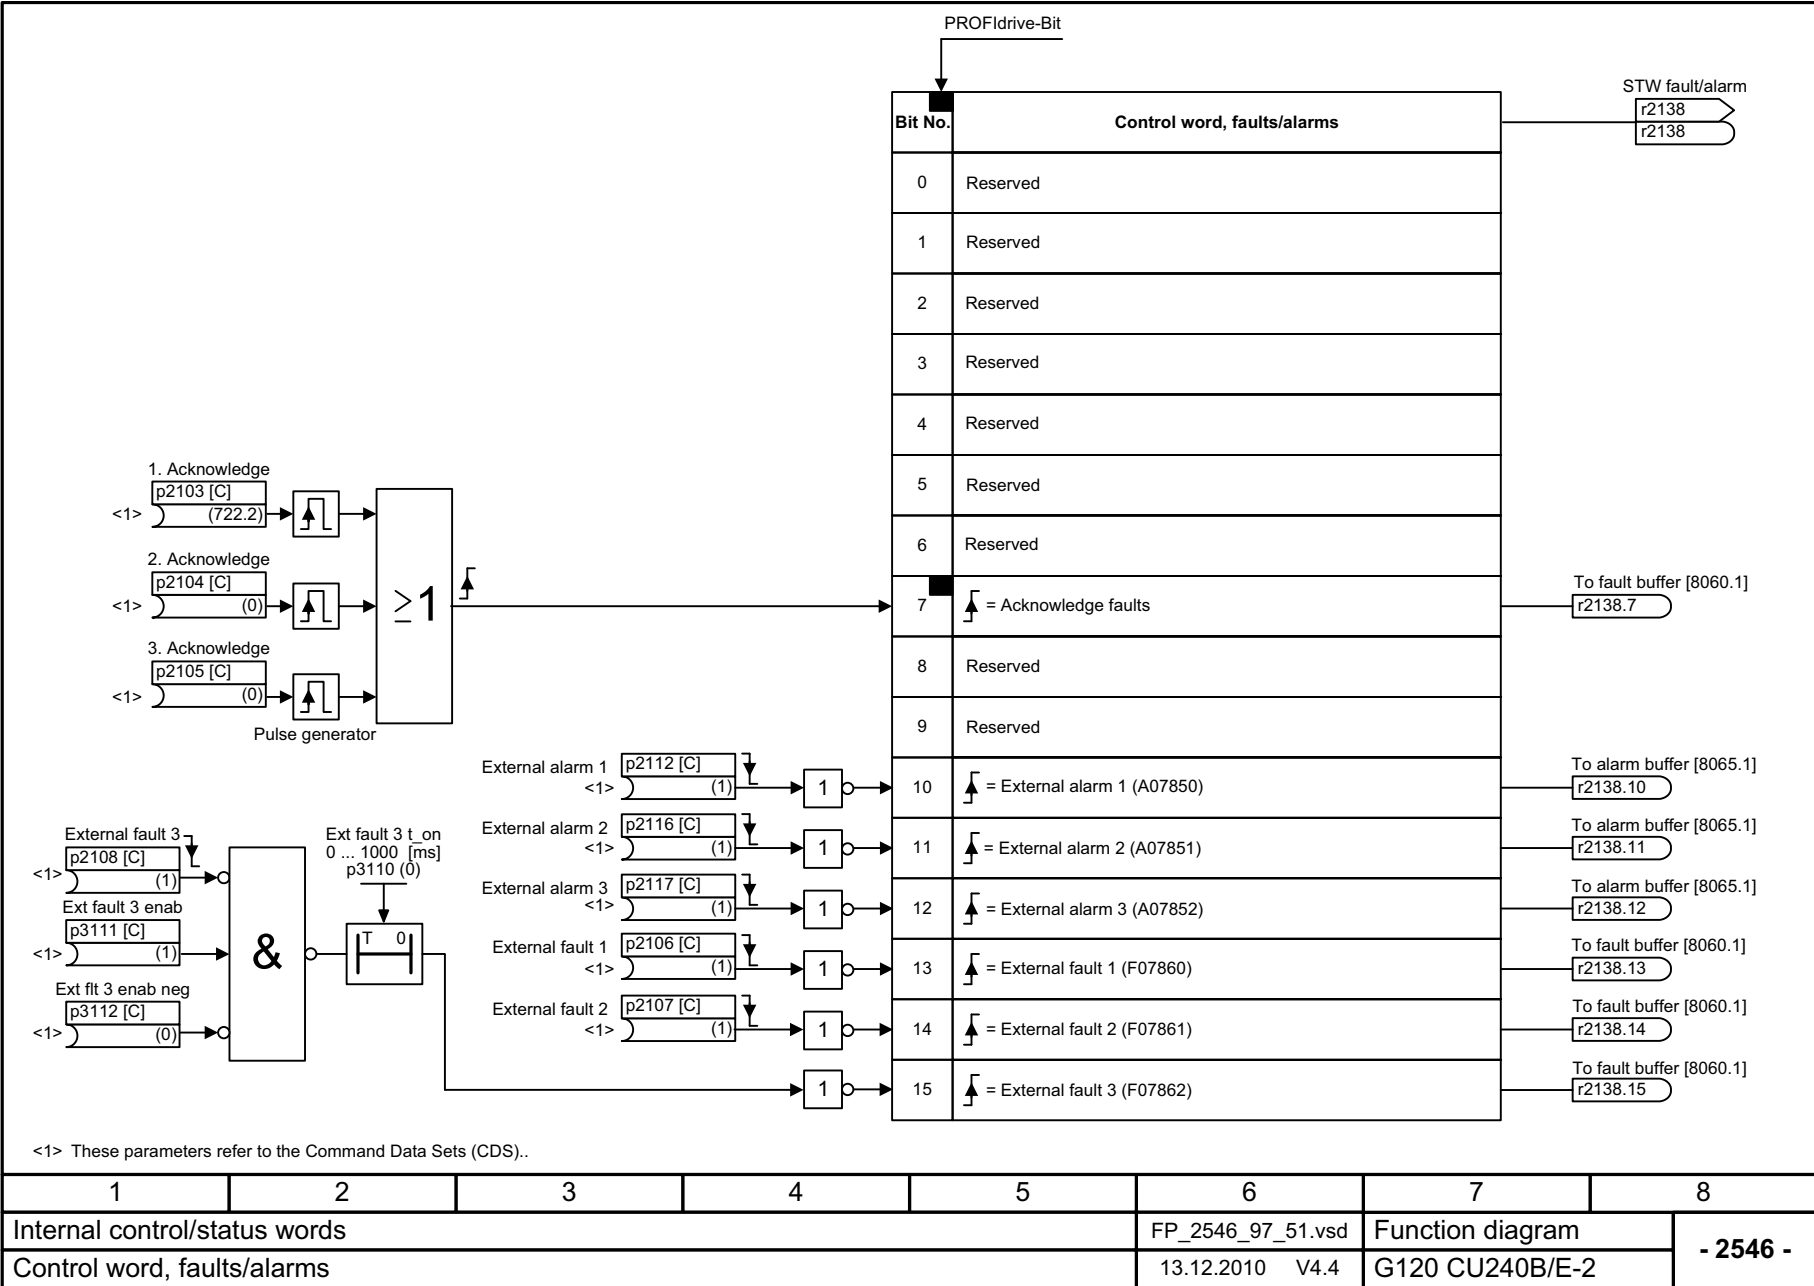 PROFIdrive-Bit
STW fault/alarm
r2138
r2138
Bit No. Control word, faults/alarms
0 Reserved
1 Reserved
2 Reserved
3 Reserved
4 Reserved
5 Reserved
6 Reserved
7 = Acknowledge faults
To fault buffer [8060.1]
r2138.7
8 Reserved
9 Reserved
10 = External alarm 1 (A07850)
To alarm buffer [8065.1]
r2138.10
11 = External alarm 2 (A07851)
To alarm buffer [8065.1]
r2138.11
12 = External alarm 3 (A07852)
To alarm buffer [8065.1]
r2138.12
13 = External fault 1 (F07860)
To fault buffer [8060.1]
r2138.13
14 = External fault 2 (F07861)
To fault buffer [8060.1]
r2138.14
15 = External fault 3 (F07862)
To fault buffer [8060.1]
r2138.15
1. Acknowledge
p2103 [C]
<1> (722.2)
2. Acknowledge
p2104 [C]
<1> (0)
3. Acknowledge
p2105 [C]
<1> (0)
≥1
Pulse generator
External alarm 1 p2112 [C]
<1> (1) 1
External alarm 2 p2116 [C]
<1> (1) 1
External alarm 3 p2117 [C]
<1> (1) 1
External fault 1 p2106 [C]
<1> (1) 1
External fault 2 p2107 [C]
<1> (1) 1
1
External fault 3
p2108 [C]
<1> (1)
Ext fault 3 enab
p3111 [C]
<1> (1)
Ext flt 3 enab neg
p3112 [C]
<1> (0)
&
Ext fault 3 t_on
0 ... 1000 [ms]
p3110 (0)
T 0
<1> These parameters refer to the Command Data Sets (CDS)..
1 2 3 4 5 6 7 8
Internal control/status words FP_2546_97_51.vsd Function diagram
- 2546 -
Control word, faults/alarms 13.12.2010 V4.4 G120 CU240B/E-2